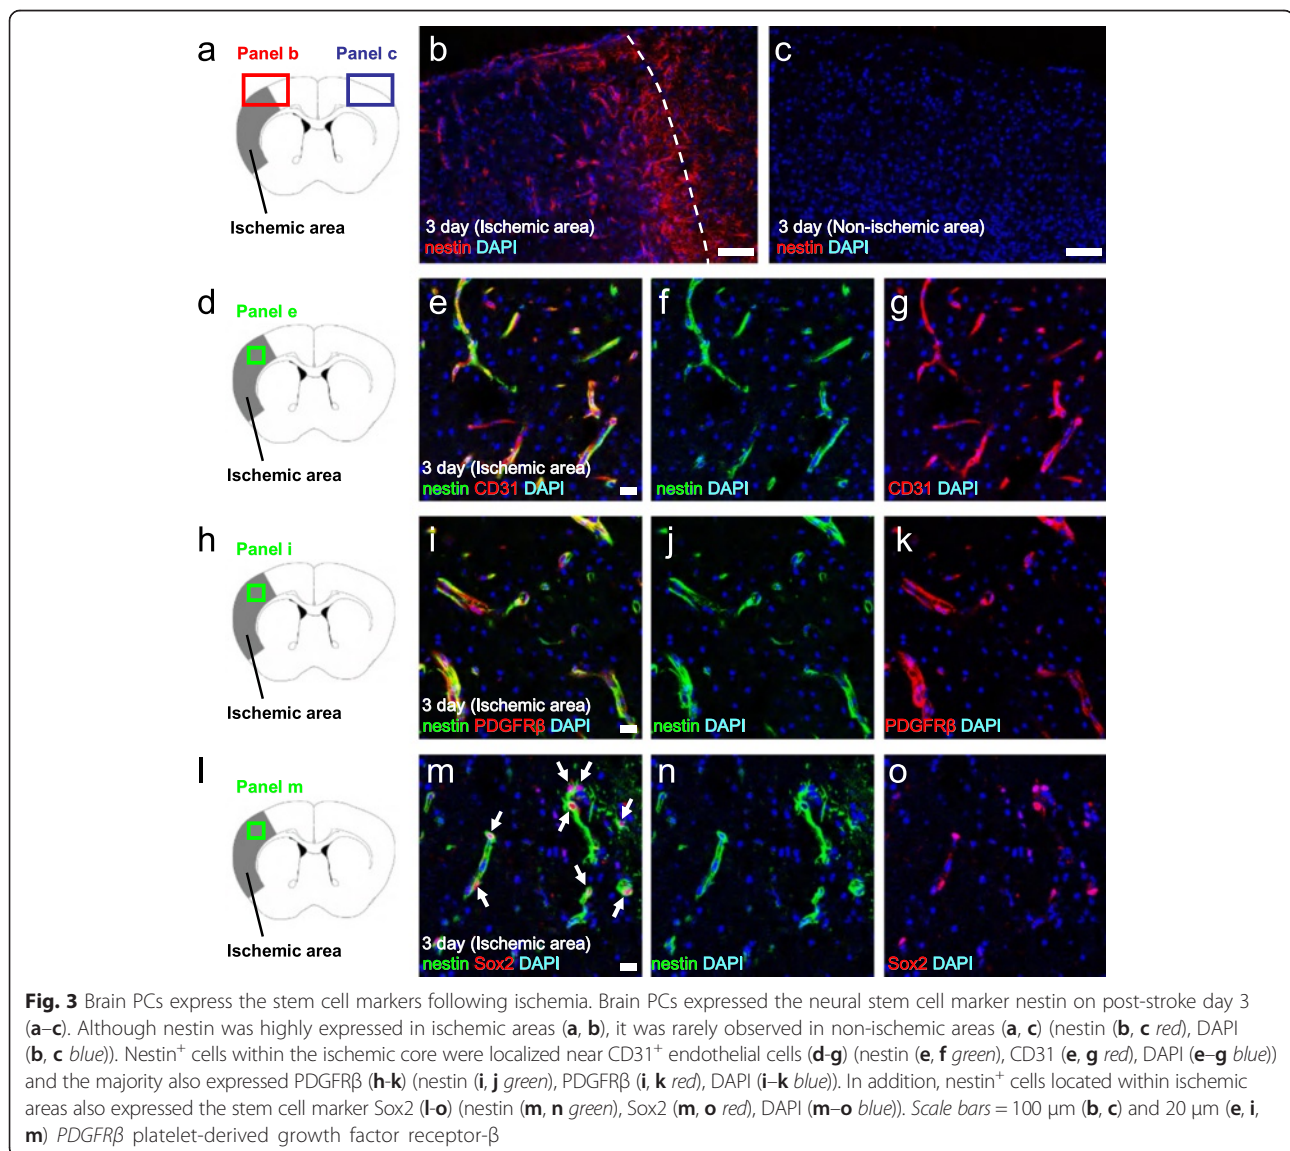 a
Panel b
Panel c
Ischemic area
b
3 day (Ischemic area)
nestin DAPI
c
3 day (Non-ischemic area)
nestin DAPI
d
Panel e
Ischemic area
e
3 day (Ischemic area)
nestin CD31 DAPI
f
nestin DAPI
g
CD31 DAPI
h
Panel i
Ischemic area
i
3 day (Ischemic area)
nestin PDGFRβ DAPI
j
nestin DAPI
k
PDGFRβ DAPI
l
Panel m
Ischemic area
m
3 day (Ischemic area)
nestin Sox2 DAPI
n
nestin DAPI
o
Sox2 DAPI
Fig. 3 Brain PCs express the stem cell markers following ischemia. Brain PCs expressed the neural stem cell marker nestin on post-stroke day 3
(a–c). Although nestin was highly expressed in ischemic areas (a, b), it was rarely observed in non-ischemic areas (a, c) (nestin (b, c red), DAPI
(b, c blue)). Nestin⁺ cells within the ischemic core were localized near CD31⁺ endothelial cells (d-g) (nestin (e, f green), CD31 (e, g red), DAPI (e–g blue))
and the majority also expressed PDGFRβ (h-k) (nestin (i, j green), PDGFRβ (i, k red), DAPI (i–k blue)). In addition, nestin⁺ cells located within ischemic
areas also expressed the stem cell marker Sox2 (l-o) (nestin (m, n green), Sox2 (m, o red), DAPI (m–o blue)). Scale bars = 100 μm (b, c) and 20 μm (e, i,
m) PDGFRβ platelet-derived growth factor receptor-β